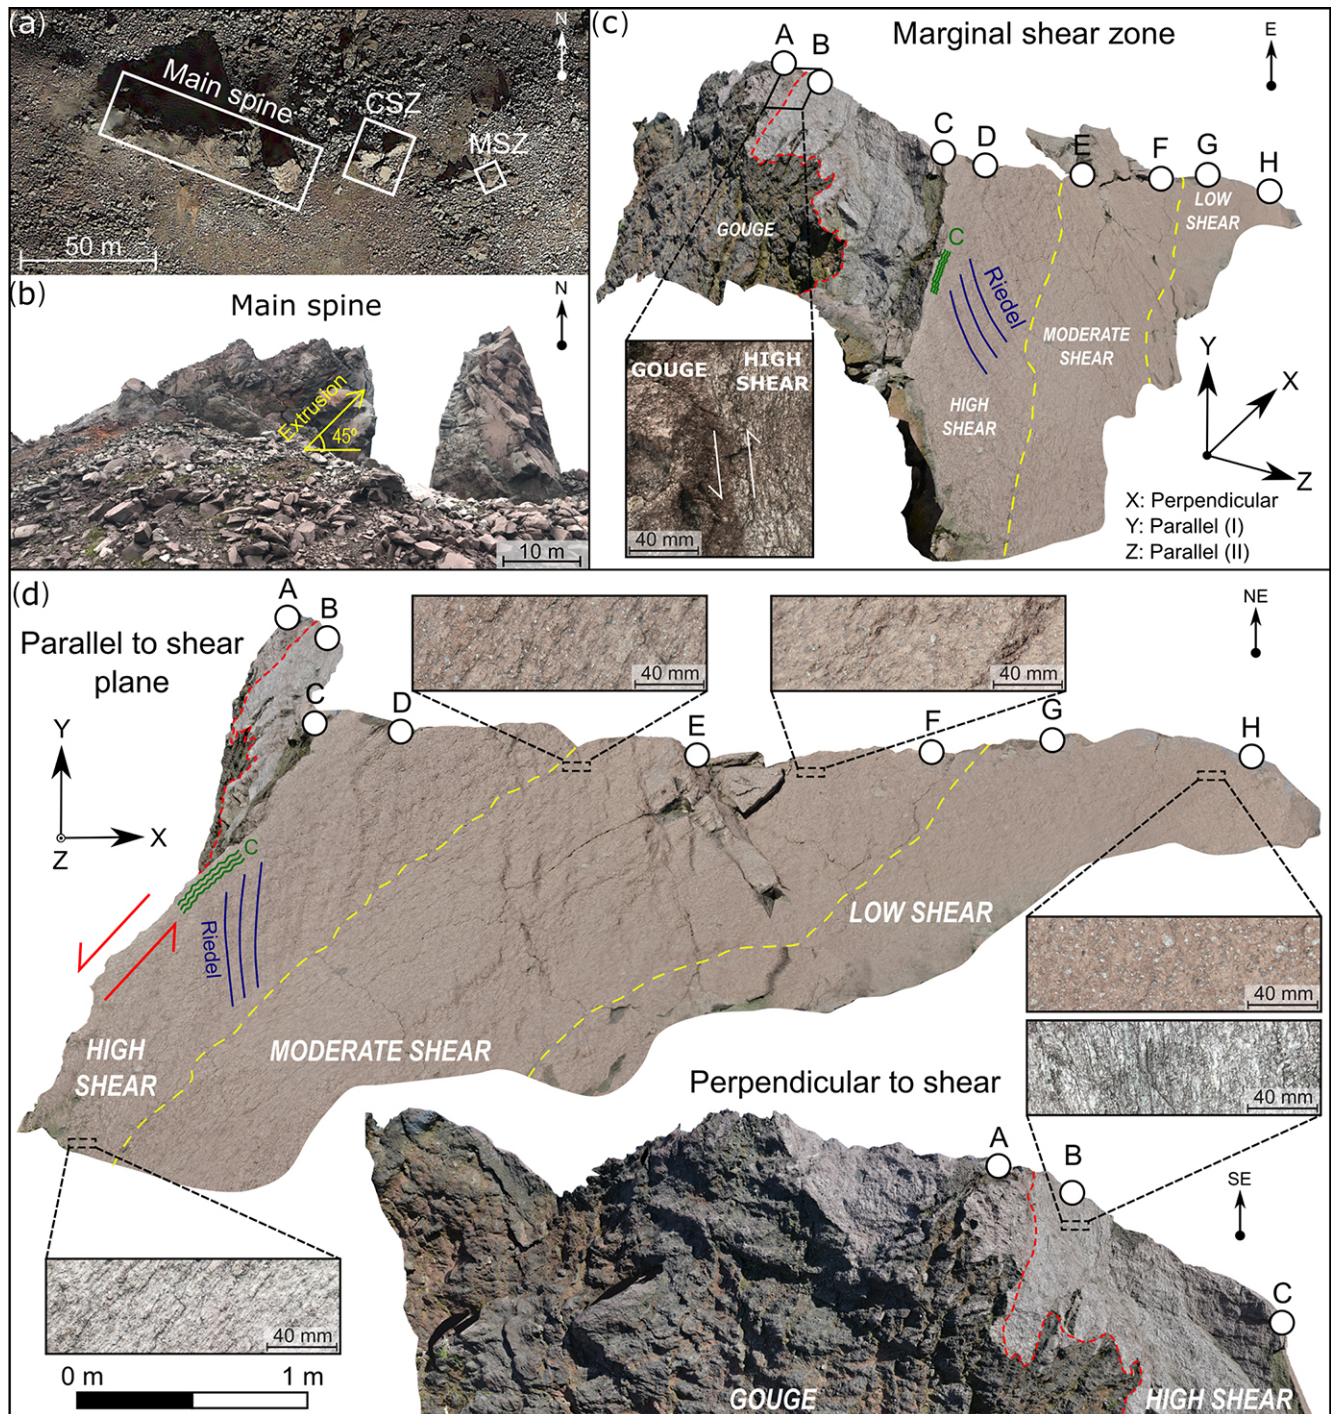 (a)
N
Main spine
CSZ
MSZ
50 m
(b)
Main spine
N
Extrusion
45º
10 m
(c)
Marginal shear zone
E
A
B
C
D
E
F
G
H
LOW
SHEAR
GOUGE
C
Riedel
MODERATE
SHEAR
HIGH
SHEAR
GOUGE
HIGH
SHEAR
40 mm
Y
X
Z
X: Perpendicular
Y: Parallel (I)
Z: Parallel (II)
(d)
Parallel to shear
plane
A
B
C
D
E
F
G
H
40 mm
40 mm
NE
Y
X
Z
C
Riedel
LOW SHEAR
HIGH
SHEAR
MODERATE SHEAR
40 mm
40 mm
Perpendicular to shear
A
B
C
SE
40 mm
0 m
1 m
GOUGE
HIGH SHEAR